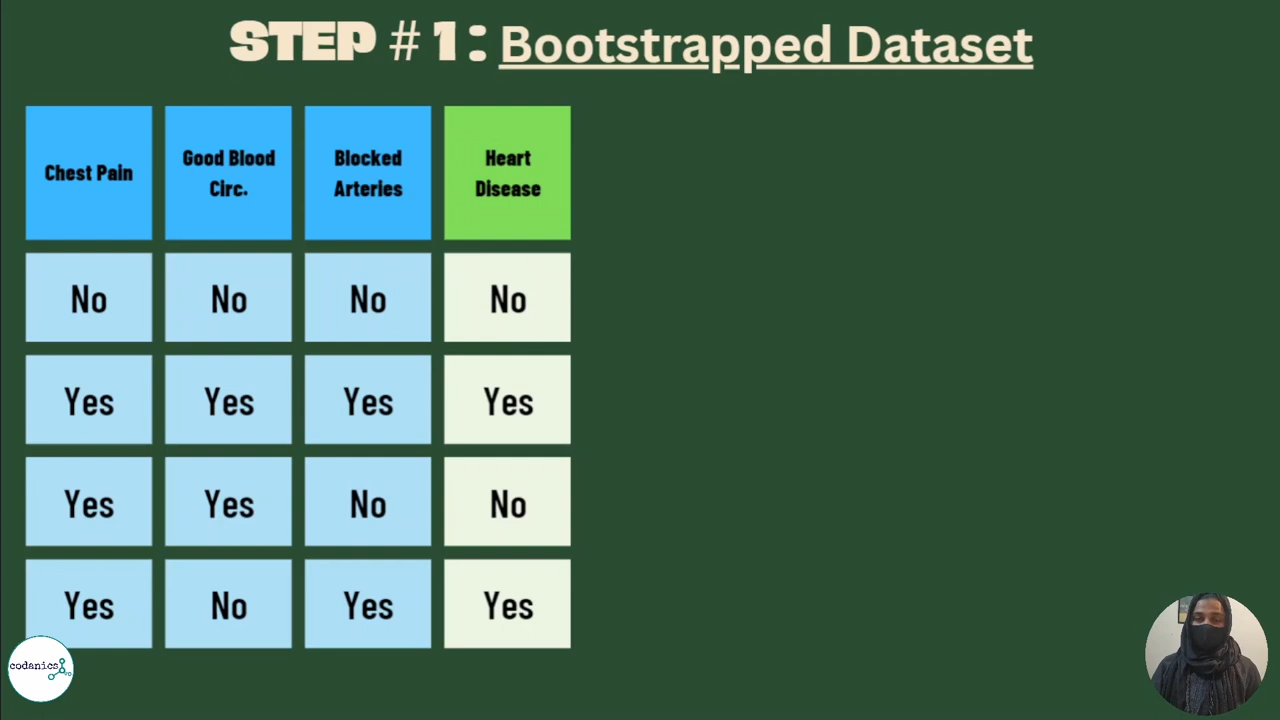 STEP #1: Bootstrapped Dataset
Chest Pain Good Blood Circ. Blocked Arteries Heart Disease
No No No No
Yes Yes Yes Yes
Yes Yes No No
Yes No Yes Yes
codanics